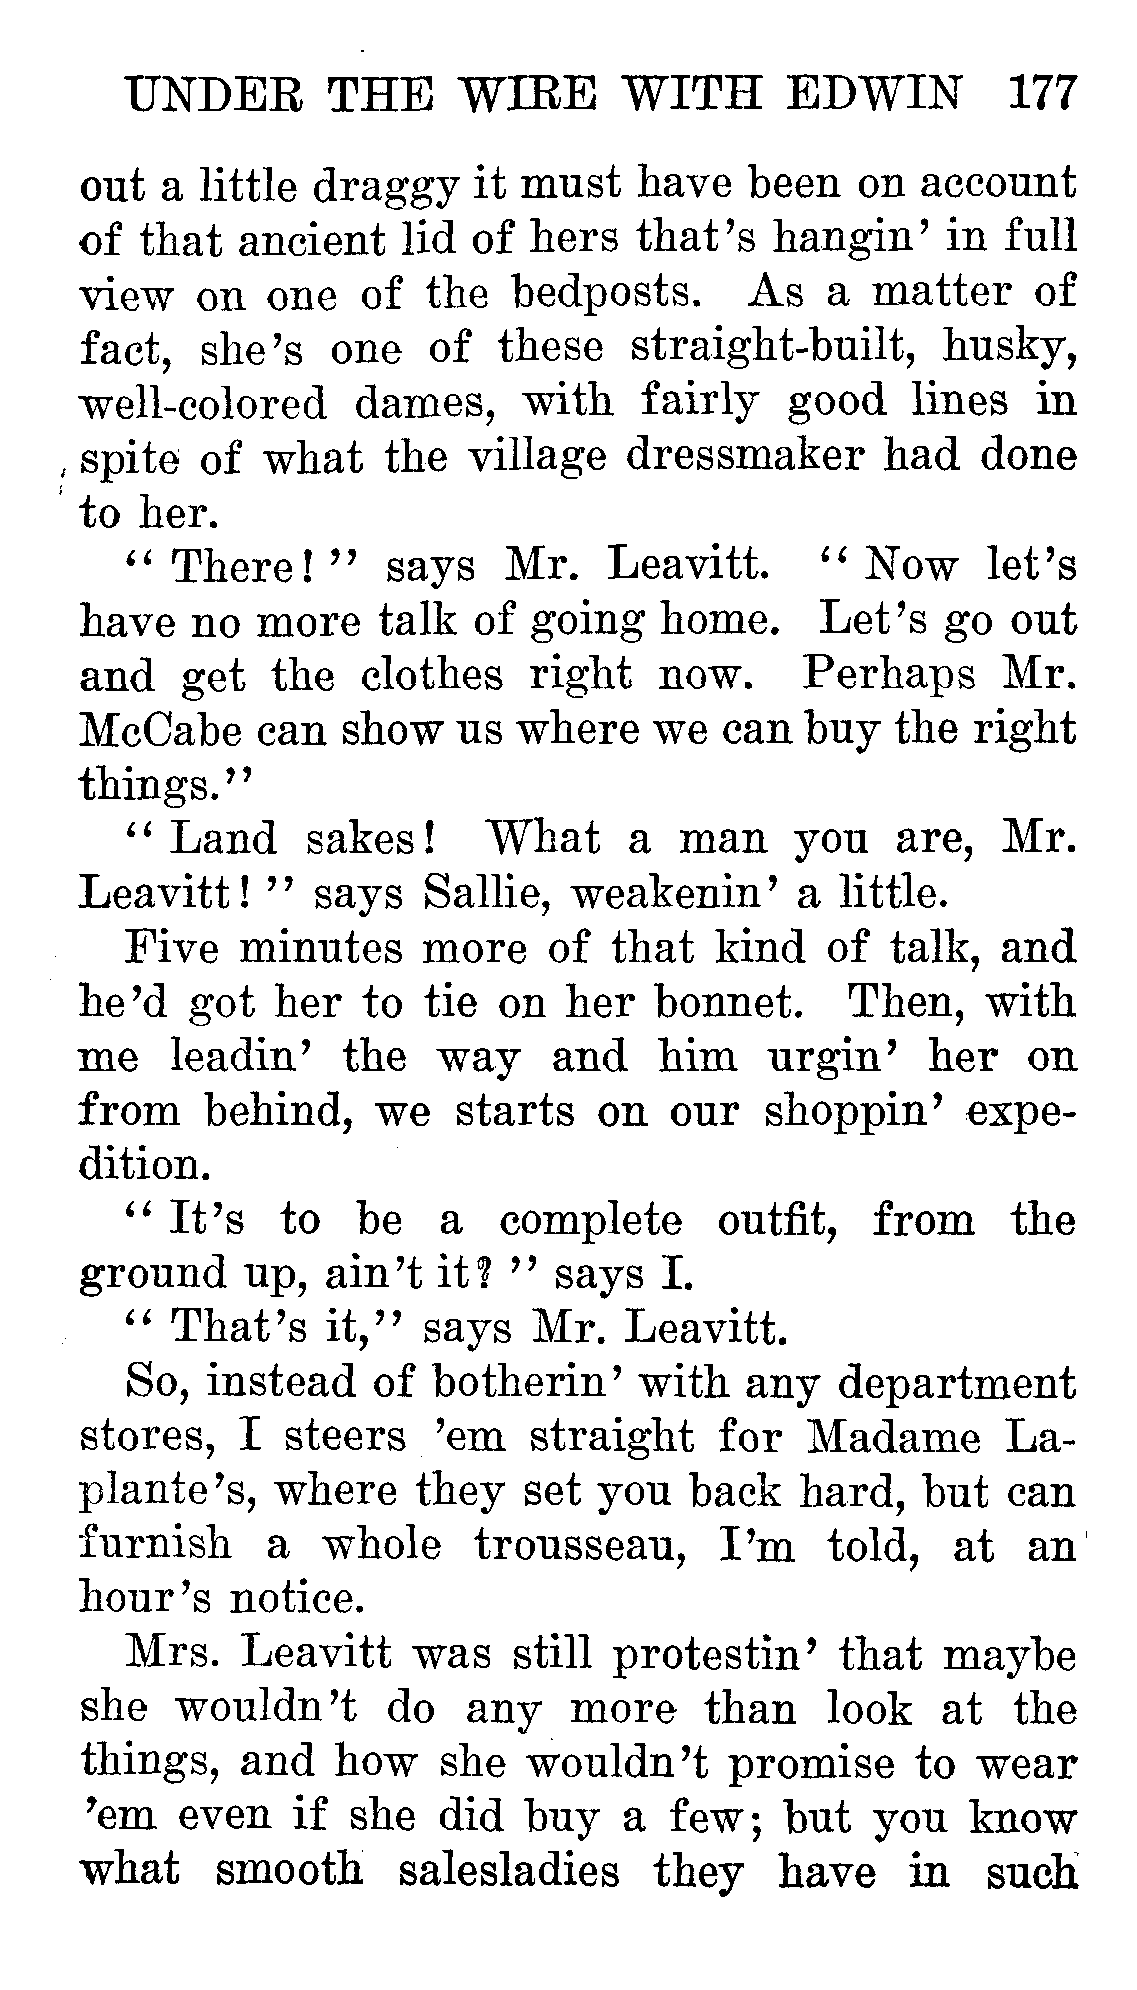 UNDER THE WIRE WITH EDWIN 177
out a little draggy it must have been on account
of that ancient lid of hers that's hangin' in full
view on one of the bedposts. As a matter of
fact, she's one of these straight-built, husky,
well-colored dames, with fairly good lines in
spite of what the village dressmaker had done
to her.
"There!" says Mr. Leavitt. "Now let's
have no more talk of going home. Let's go out
and get the clothes right now. Perhaps Mr.
McCabe can show us where we can buy the right
things."
"Land sakes! What a man you are, Mr.
Leavitt!" says Sallie, weakenin' a little.
Five minutes more of that kind of talk, and
he'd got her to tie on her bonnet. Then, with
me leadin' the way and him urgin' her on
from behind, we starts on our shoppin' expe-
dition.
"It's to be a complete outfit, from the
ground up, ain't it?" says I.
"That's it," says Mr. Leavitt.
So, instead of botherin' with any department
stores, I steers 'em straight for Madame La-
plante's, where they set you back hard, but can
furnish a whole trousseau, I'm told, at an
hour's notice.
Mrs. Leavitt was still protestin' that maybe
she wouldn't do any more than look at the
things, and how she wouldn't promise to wear
'em even if she did buy a few; but you know
what smooth salesladies they have in such